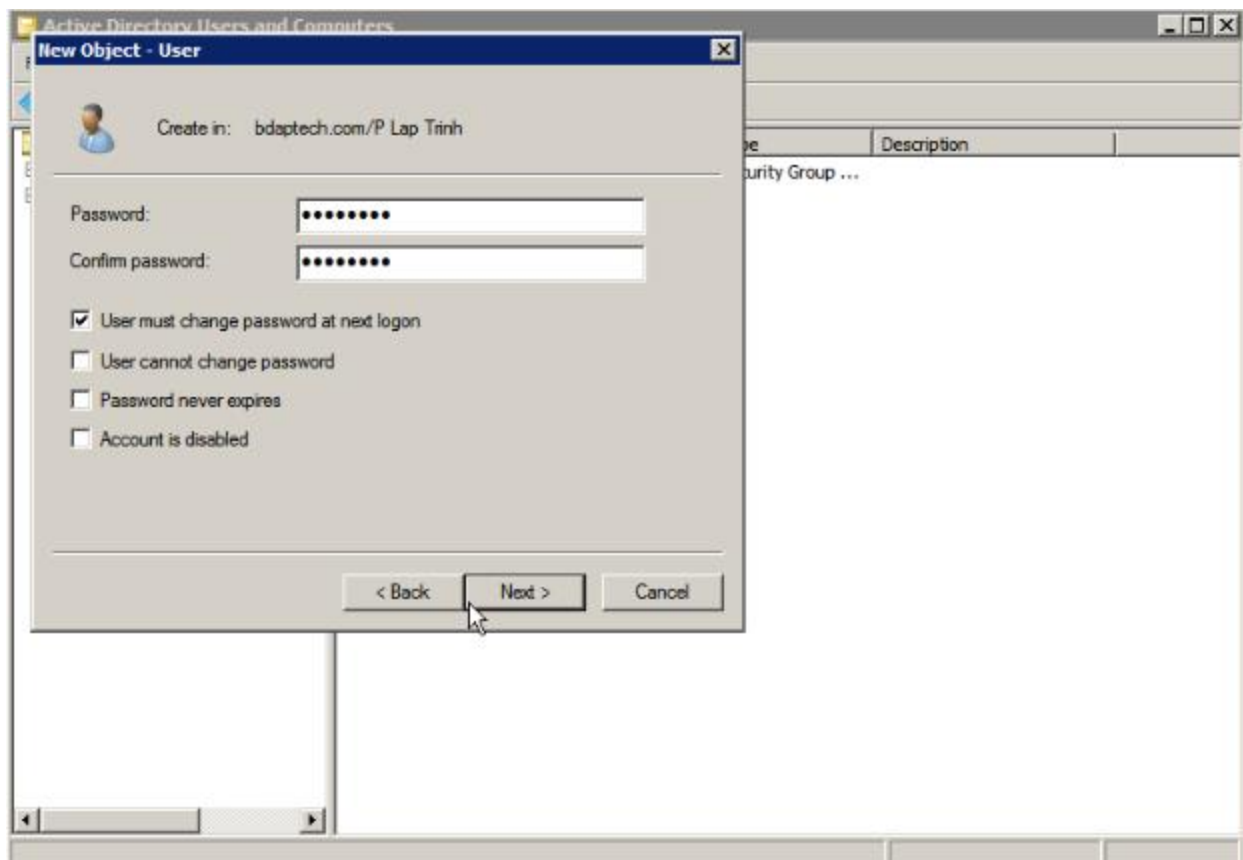 Active Directory Users and Computers
New Object - User
Create in: bdaptech.com/P Lap Trinh
Description
urity Group ...
Password: ••••••••
Confirm password: ••••••••
User must change password at next logon
User cannot change password
Password never expires
Account is disabled
< Back Next > Cancel